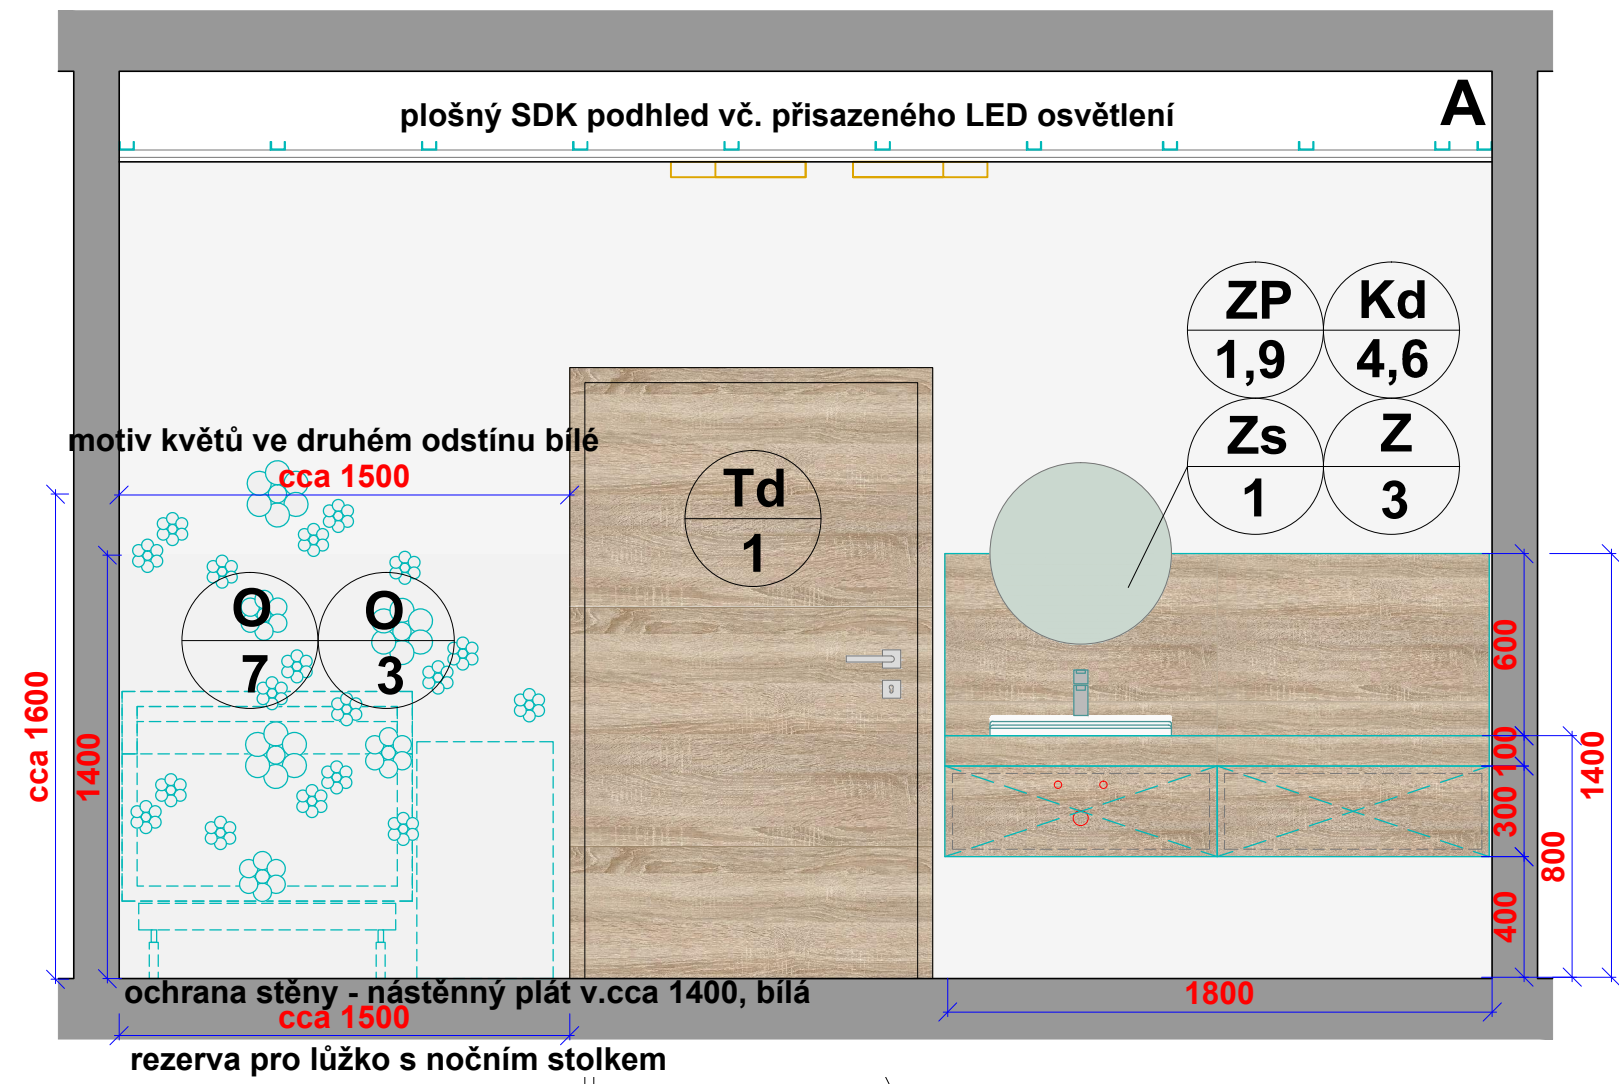 plošný SDK podhled vč. přisazeného LED osvětlení
A
ZP
1,9
Kd
4,6
Zs
1
Z
3
motiv květů ve druhém odstínu bílé
cca 1500
Td
1
O
7
O
3
cca 1600
1400
600
100
300
400
800
1400
ochrana stěny - nástěnný plát v.cca 1400, bílá
cca 1500
1800
rezerva pro lůžko s nočním stolkem